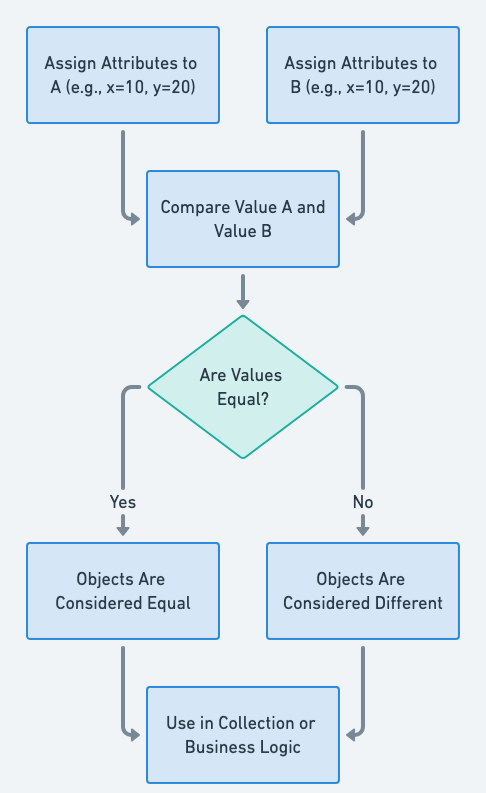 Assign Attributes to
A (e.g., x=10, y=20)
Assign Attributes to
B (e.g., x=10, y=20)
Compare Value A and
Value B
Are Values
Equal?
Yes
No
Objects Are
Considered Equal
Objects Are
Considered Different
Use in Collection or
Business Logic